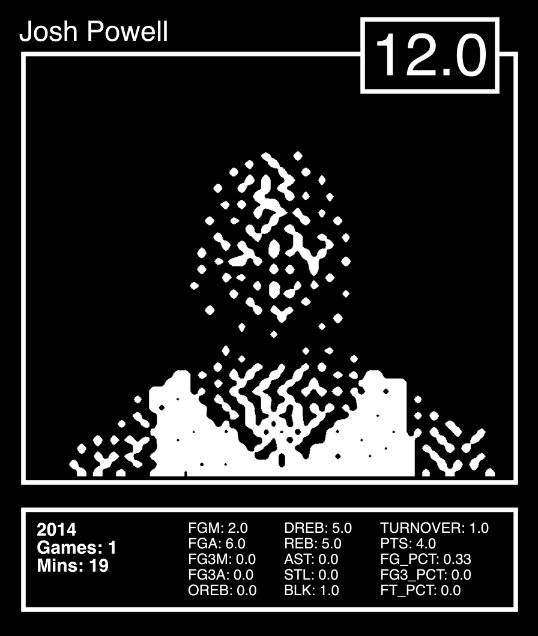 Josh Powell
12.0
2014
Games: 1
Mins: 19
FGM: 2.0
FGA: 6.0
FG3M: 0.0
FG3A: 0.0
OREB: 0.0
DREB: 5.0
REB: 5.0
AST: 0.0
STL: 0.0
BLK: 1.0
TURNOVER: 1.0
PTS: 4.0
FG_PCT: 0.33
FG3_PCT: 0.0
FT_PCT: 0.0